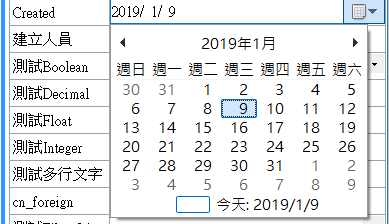 Created 2019/ 1/ 9
建立人員 2019年1月
測試Boolean 週日 週一 週二 週三 週四 週五 週六
30 31 1 2 3 4 5
測試Decimal 6 7 8 9 10 11 12
測試Float 13 14 15 16 17 18 19
測試Integer 20 21 22 23 24 25 26
測試多行文字 27 28 29 30 31 1 2
3 4 5 6 7 8 9
cn_foreign 今天: 2019/1/9